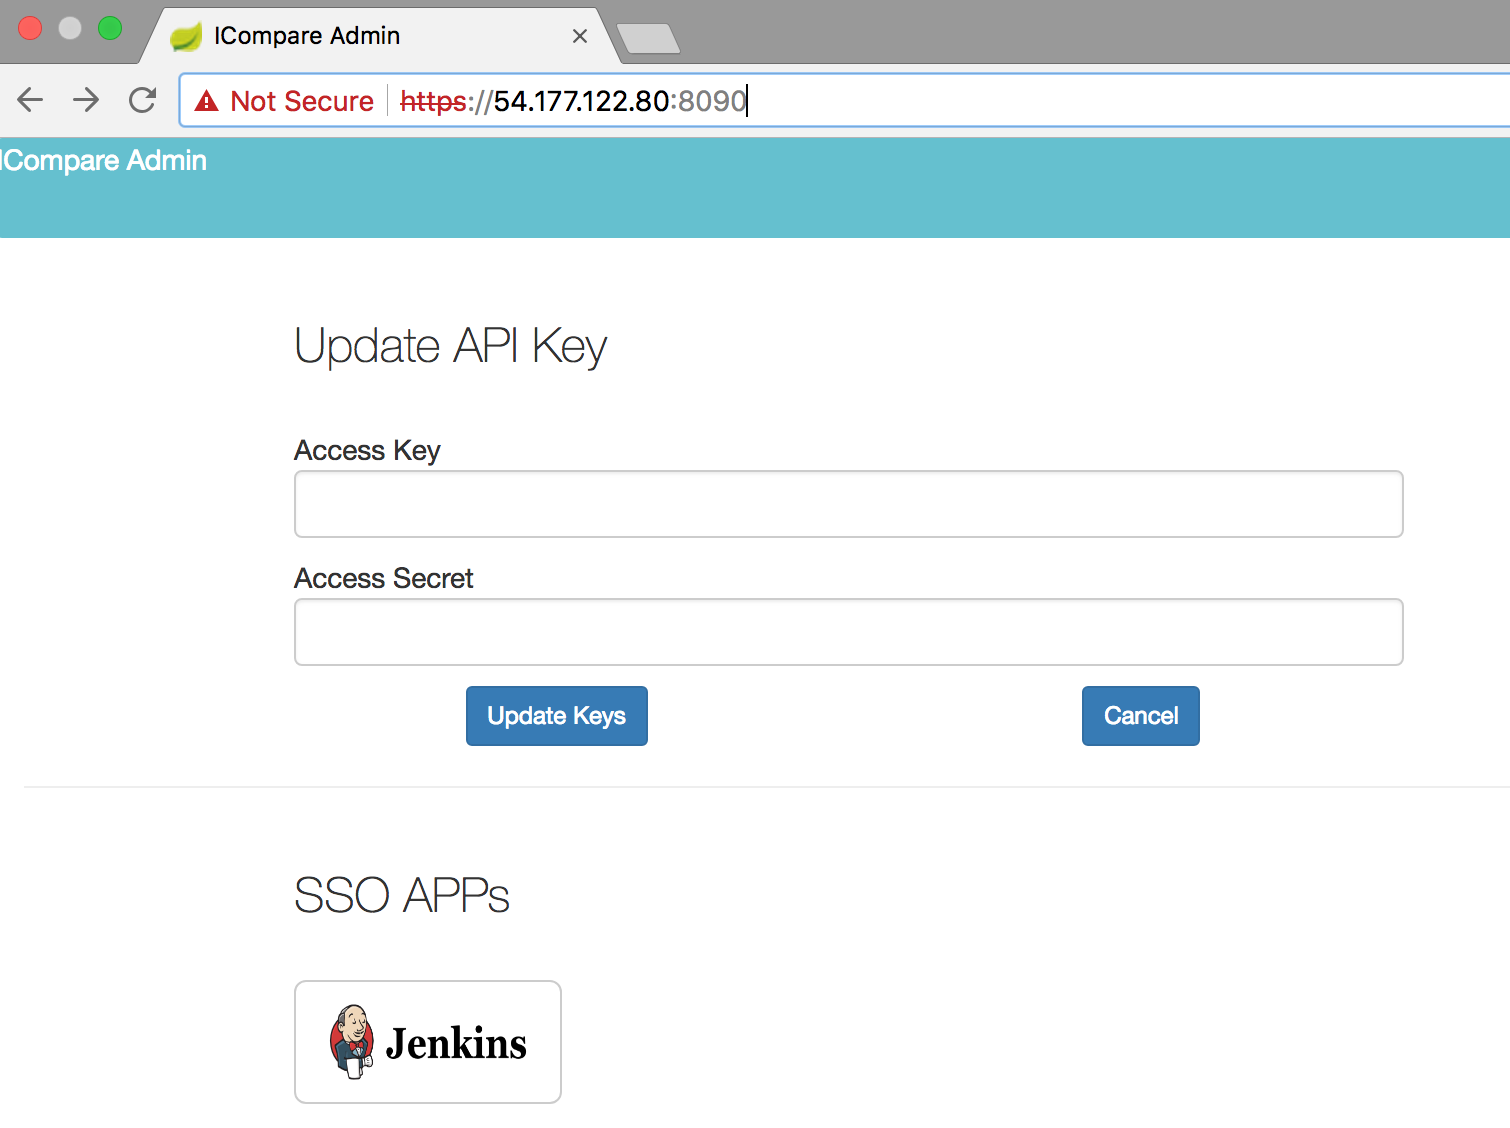 ICompare Admin
Not Secure https://54.177.122.80:8090
ICompare Admin
Update API Key
Access Key
Access Secret
Update Keys Cancel
SSO APPs
Jenkins